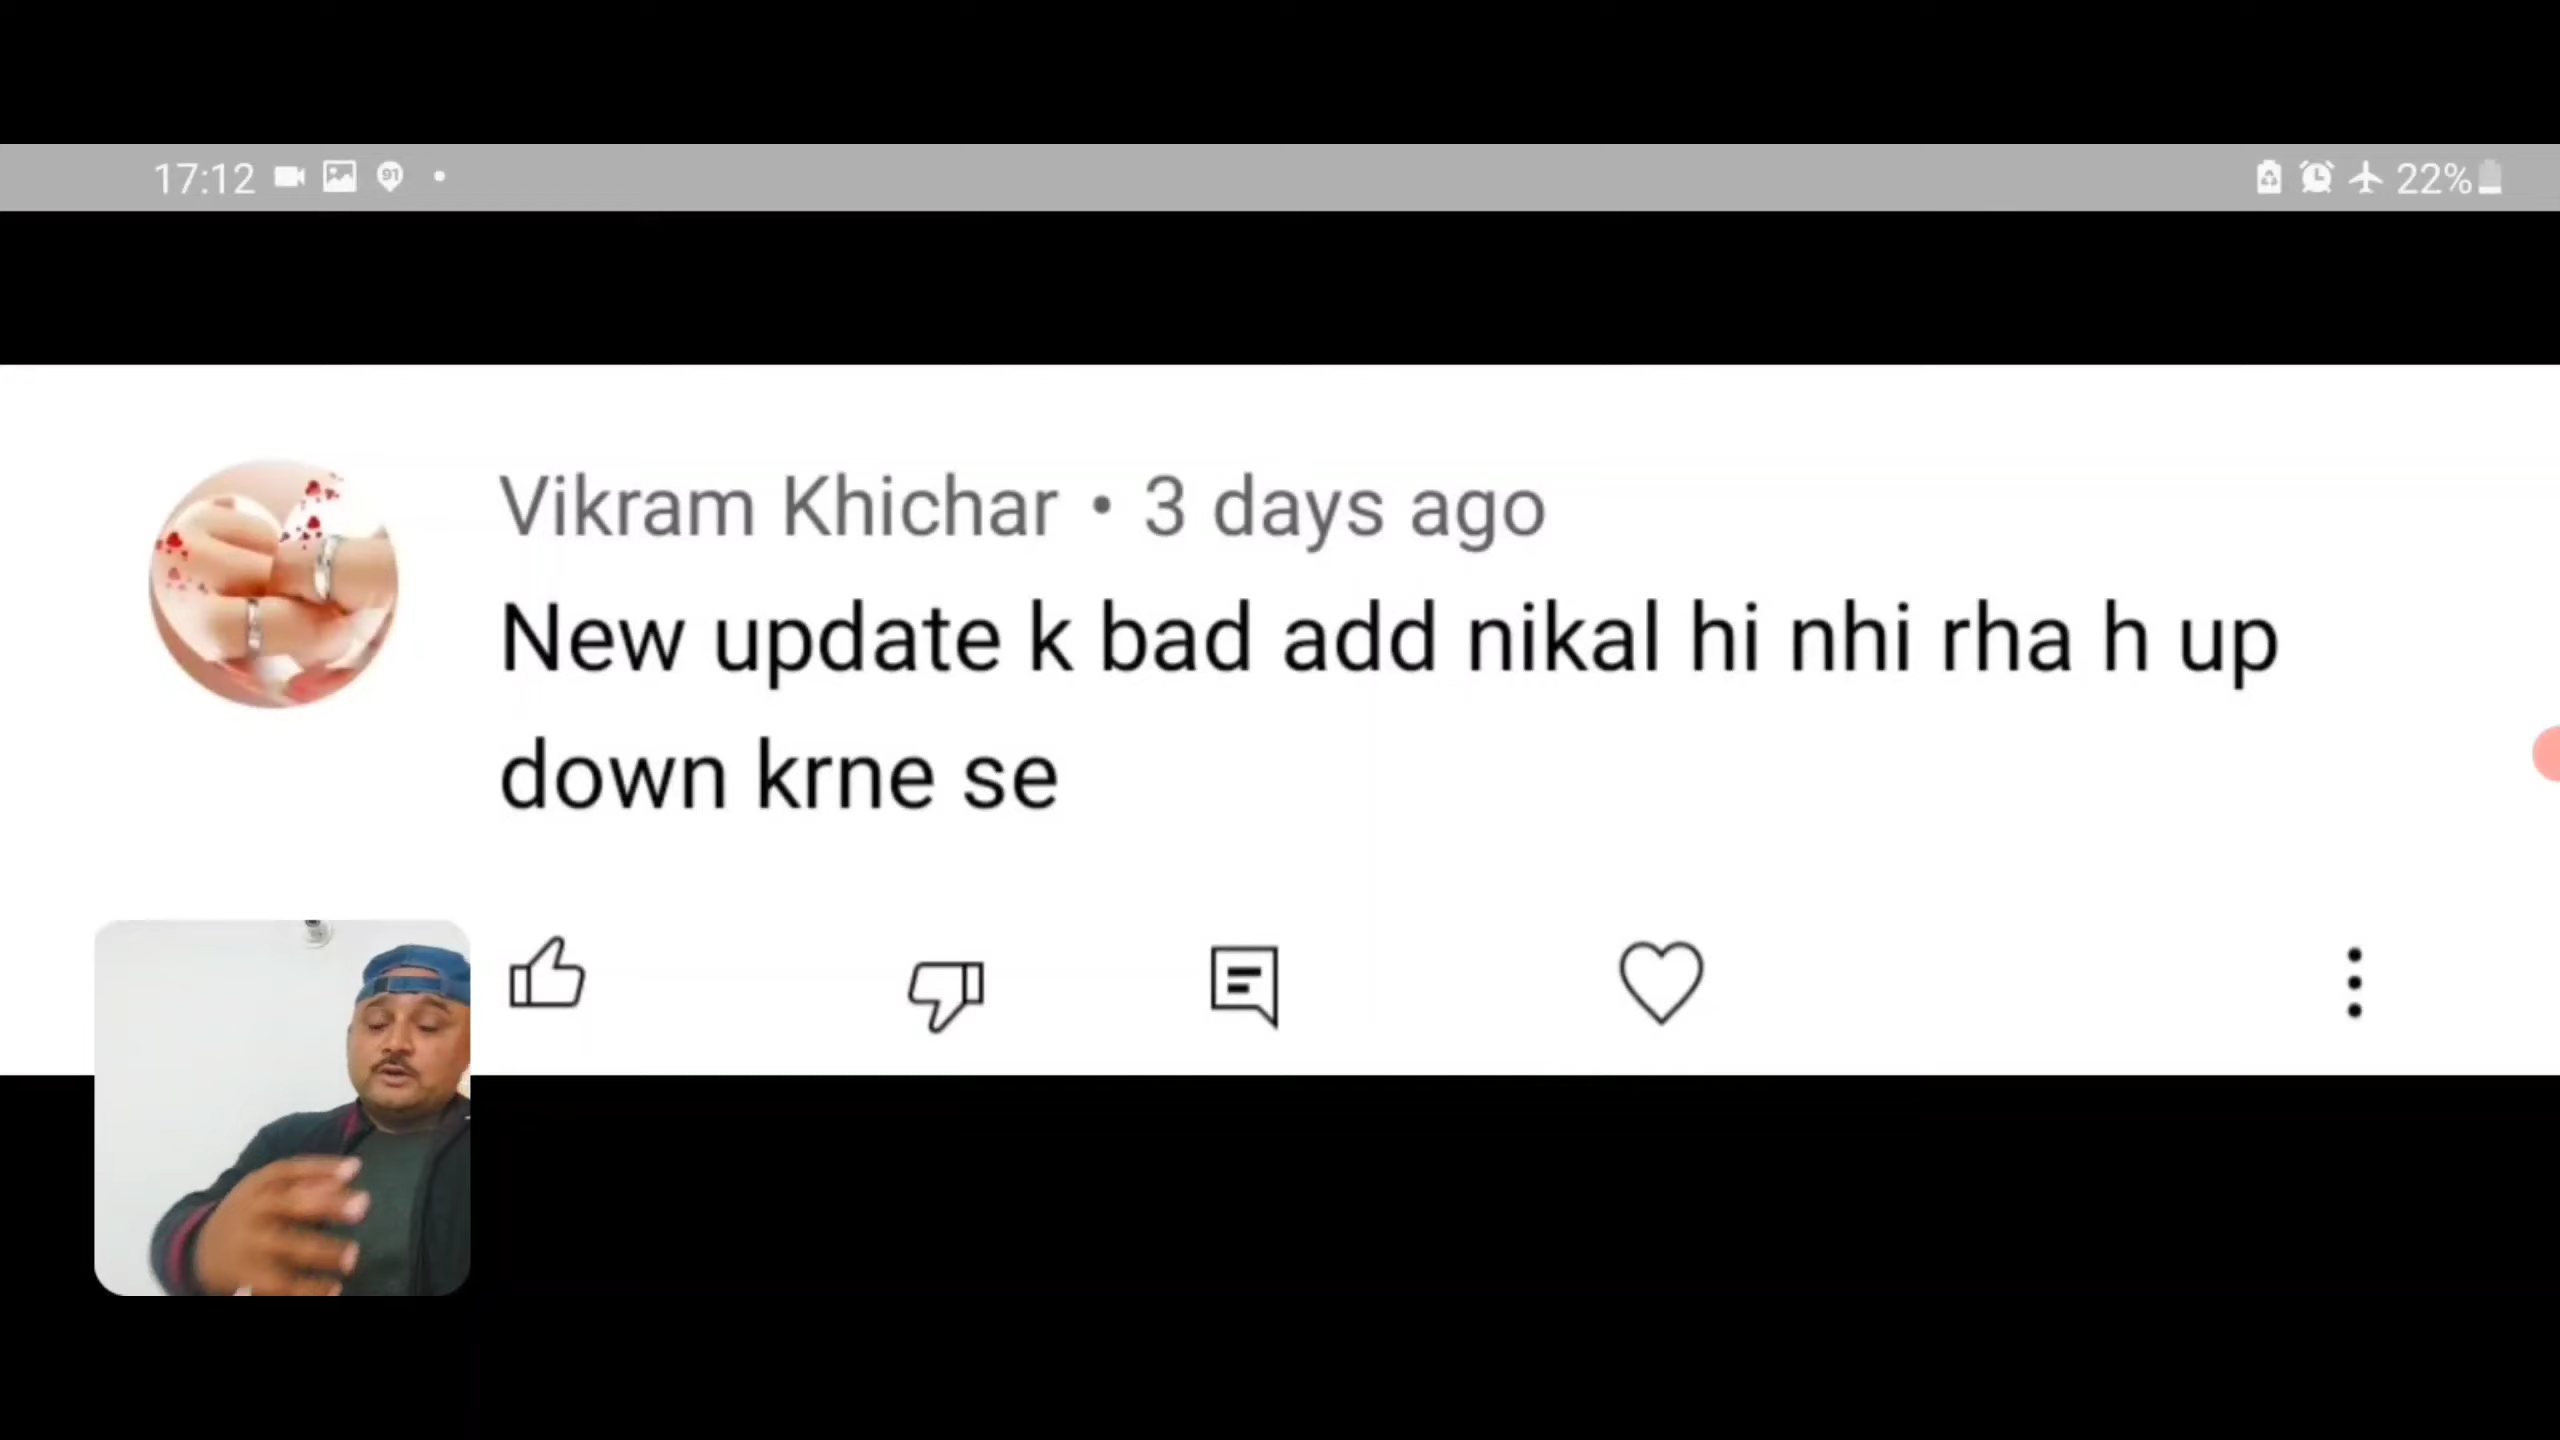 17:12 91 22%
Vikram Khichar • 3 days ago
New update k bad add nikal hi nhi rha h up
down krne se